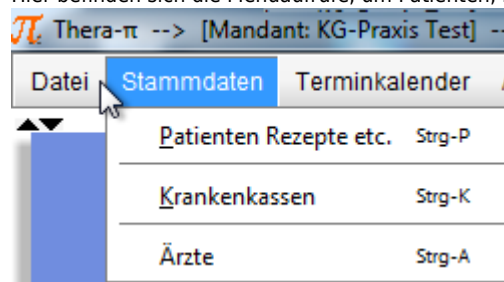 Thera-π --> [Mandant: KG-Praxis Test] --
Datei Stammdaten Terminkalender
Patienten Rezepte etc. Strg-P
Krankenkassen Strg-K
Ärzte Strg-A